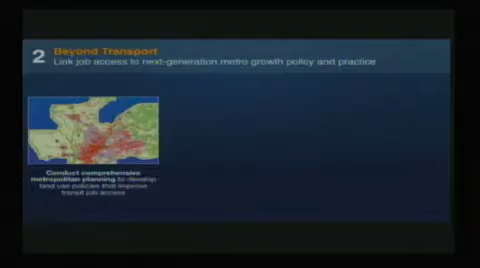 2
Beyond Transport
Link job access to next-generation metro growth policy and practice
Conduct comprehensive
metropolitan planning to develop
land use policies that improve
transit job access